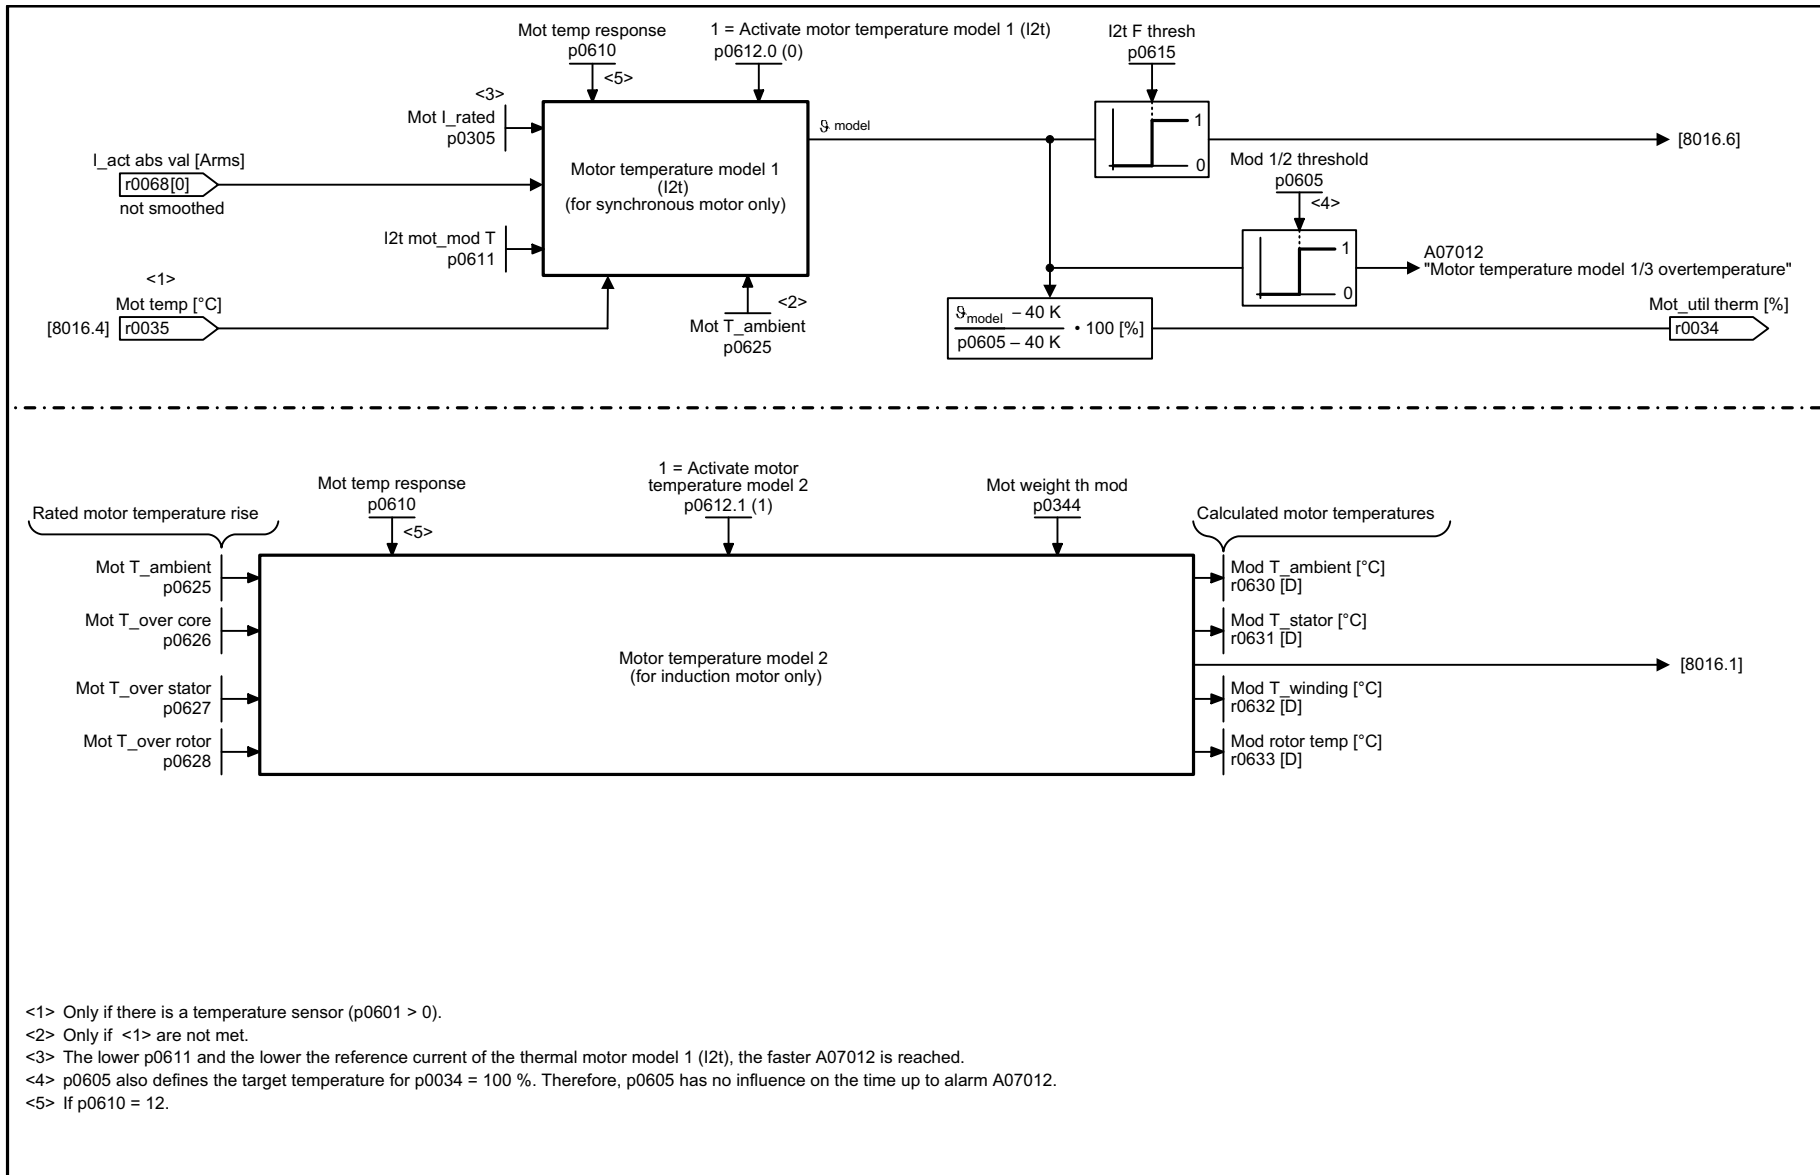 Mot temp response
p0610
<5>
1 = Activate motor temperature model 1 (I2t)
p0612.0 (0)
I2t F thresh
p0615
<3>
Mot I_rated
p0305
I_act abs val [Arms]
r0068[0]
not smoothed
I2t mot_mod T
p0611
<1>
Mot temp [°C]
[8016.4]
r0035
Motor temperature model 1
(I2t)
(for synchronous motor only)
<2>
Mot T_ambient
p0625
ϑ model
1
0
[8016.6]
Mod 1/2 threshold
p0605
<4>
1
0
A07012
"Motor temperature model 1/3 overtemperature"
ϑmodel – 40 K
p0605 – 40 K
• 100 [%]
Mot_util therm [%]
r0034
Mot temp response
p0610
<5>
1 = Activate motor
temperature model 2
p0612.1 (1)
Mot weight th mod
p0344
Rated motor temperature rise
Mot T_ambient
p0625
Mot T_over core
p0626
Mot T_over stator
p0627
Mot T_over rotor
p0628
Motor temperature model 2
(for induction motor only)
Calculated motor temperatures
Mod T_ambient [°C]
r0630 [D]
Mod T_stator [°C]
r0631 [D]
[8016.1]
Mod T_winding [°C]
r0632 [D]
Mod rotor temp [°C]
r0633 [D]
<1> Only if there is a temperature sensor (p0601 > 0).
<2> Only if <1> are not met.
<3> The lower p0611 and the lower the reference current of the thermal motor model 1 (I2t), the faster A07012 is reached.
<4> p0605 also defines the target temperature for p0034 = 100 %. Therefore, p0605 has no influence on the time up to alarm A07012.
<5> If p0610 = 12.